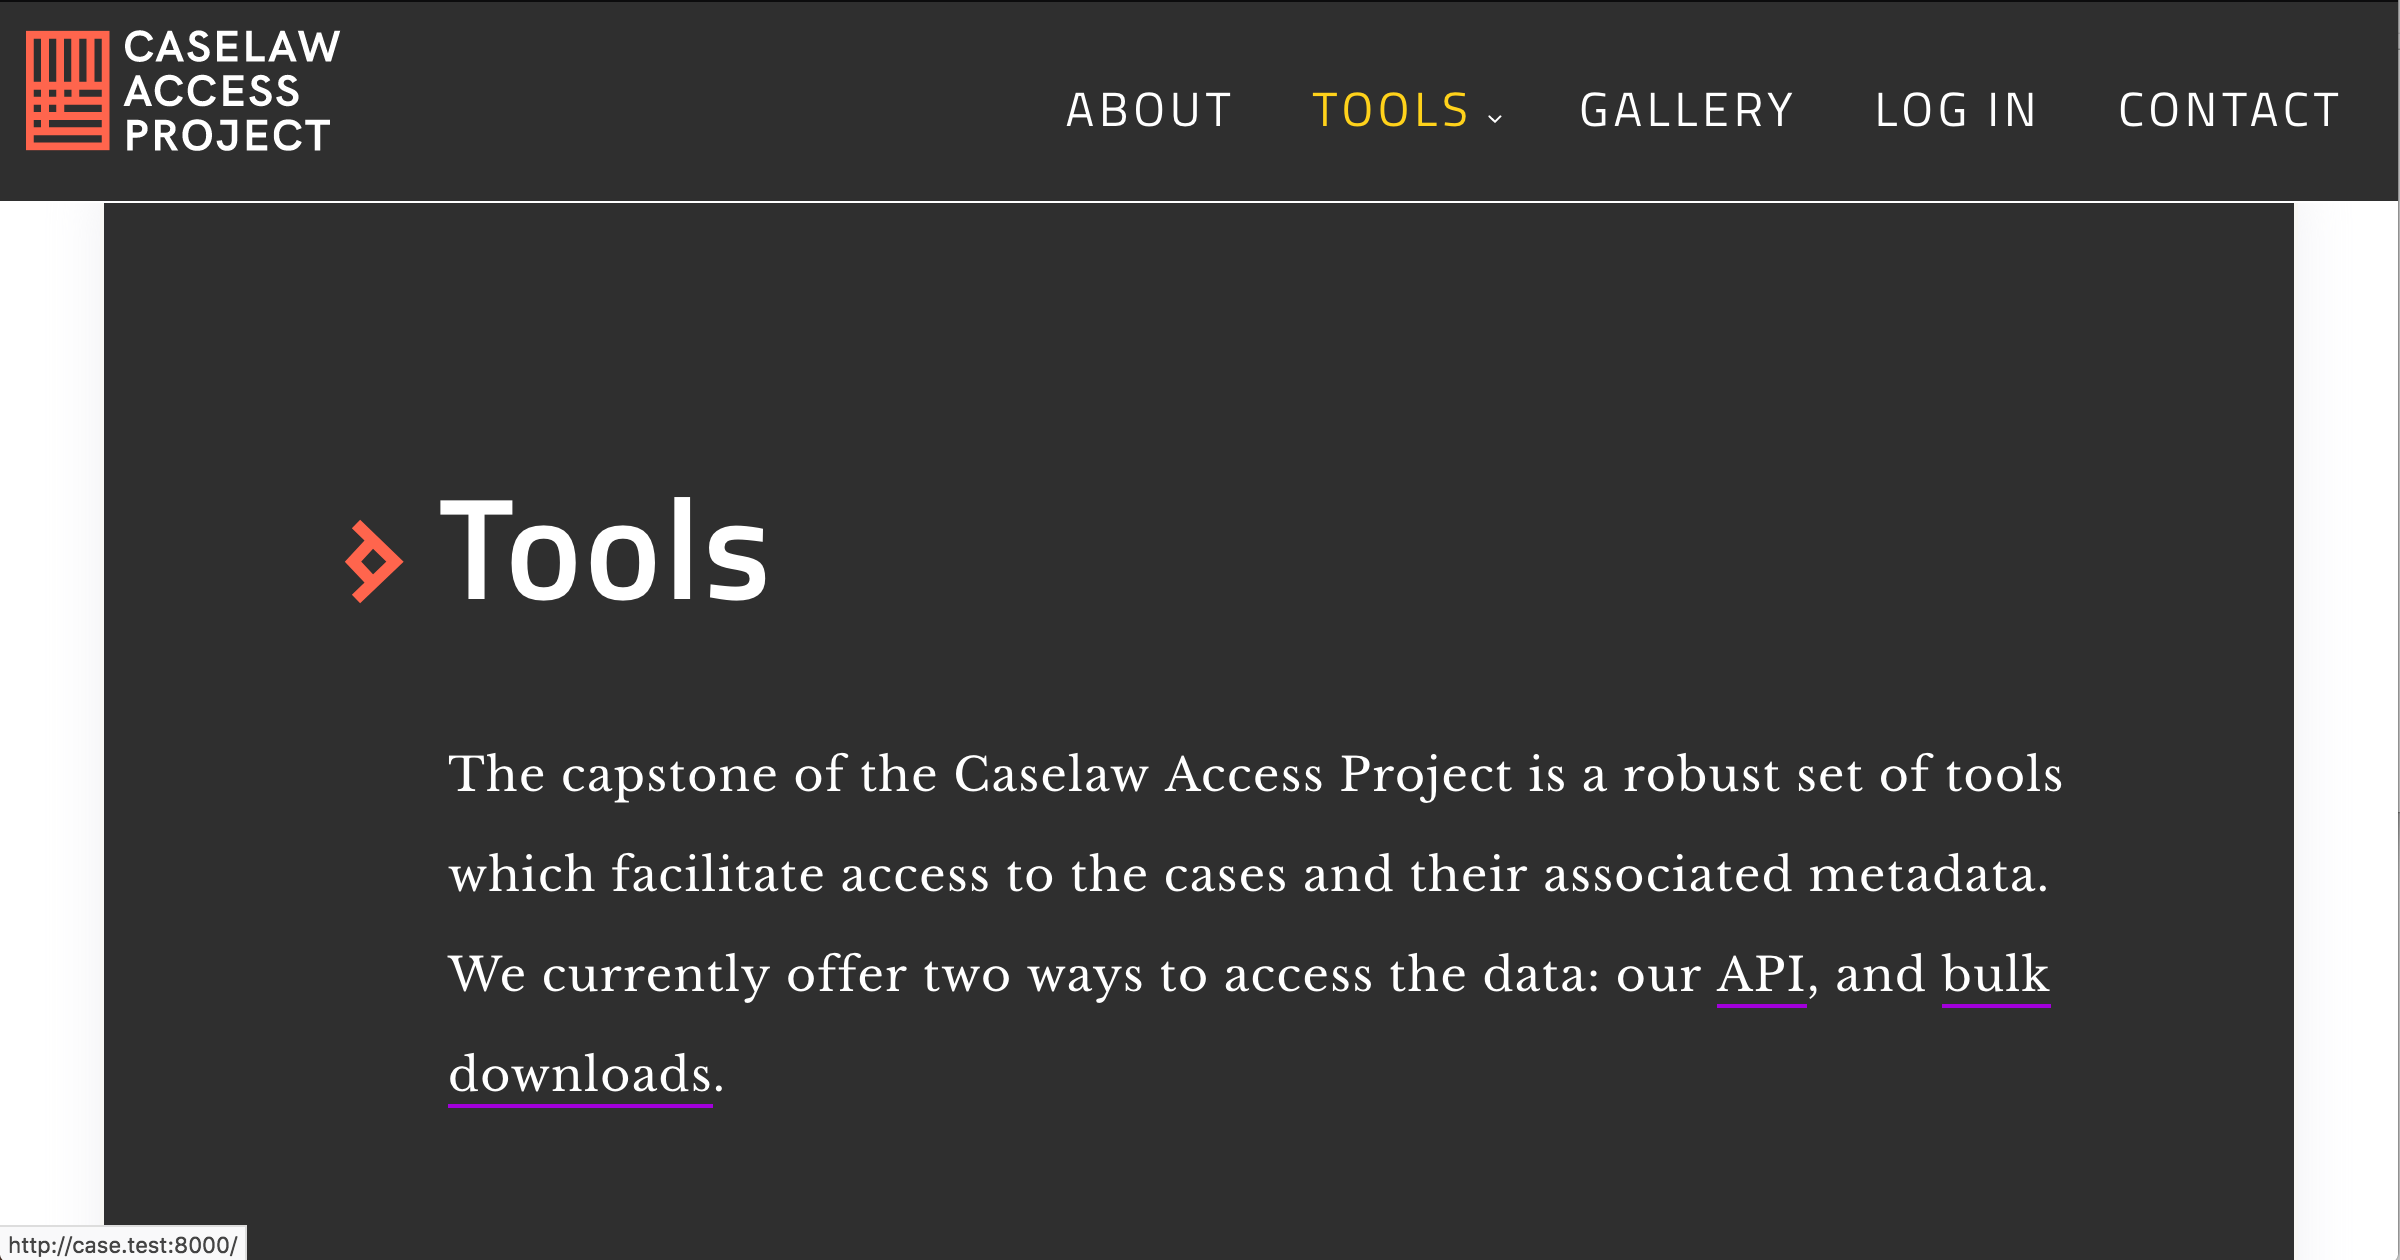 CASELAW
ACCESS
PROJECT
ABOUT TOOLS GALLERY LOG IN CONTACT
Tools
The capstone of the Caselaw Access Project is a robust set of tools
which facilitate access to the cases and their associated metadata.
We currently offer two ways to access the data: our API, and bulk
downloads.
http://case.test:8000/